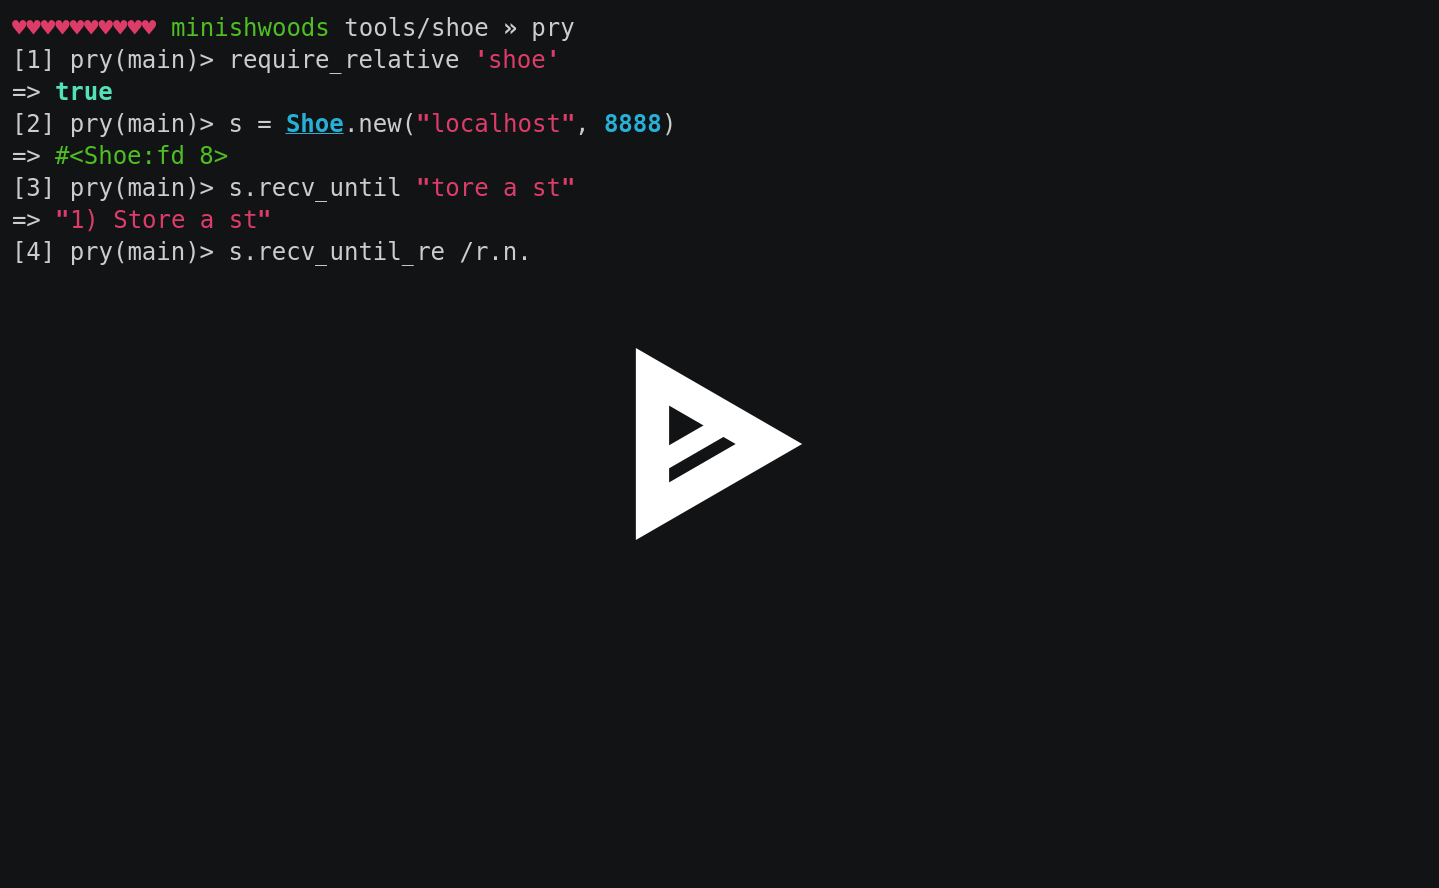 ♥♥♥♥♥♥♥♥♥♥ minishwoods tools/shoe » pry
[1] pry(main)> require_relative 'shoe'
=> true
[2] pry(main)> s = Shoe.new("localhost", 8888)
=> #<Shoe:fd 8>
[3] pry(main)> s.recv_until "tore a st"
=> "1) Store a st"
[4] pry(main)> s.recv_until_re /r.n.